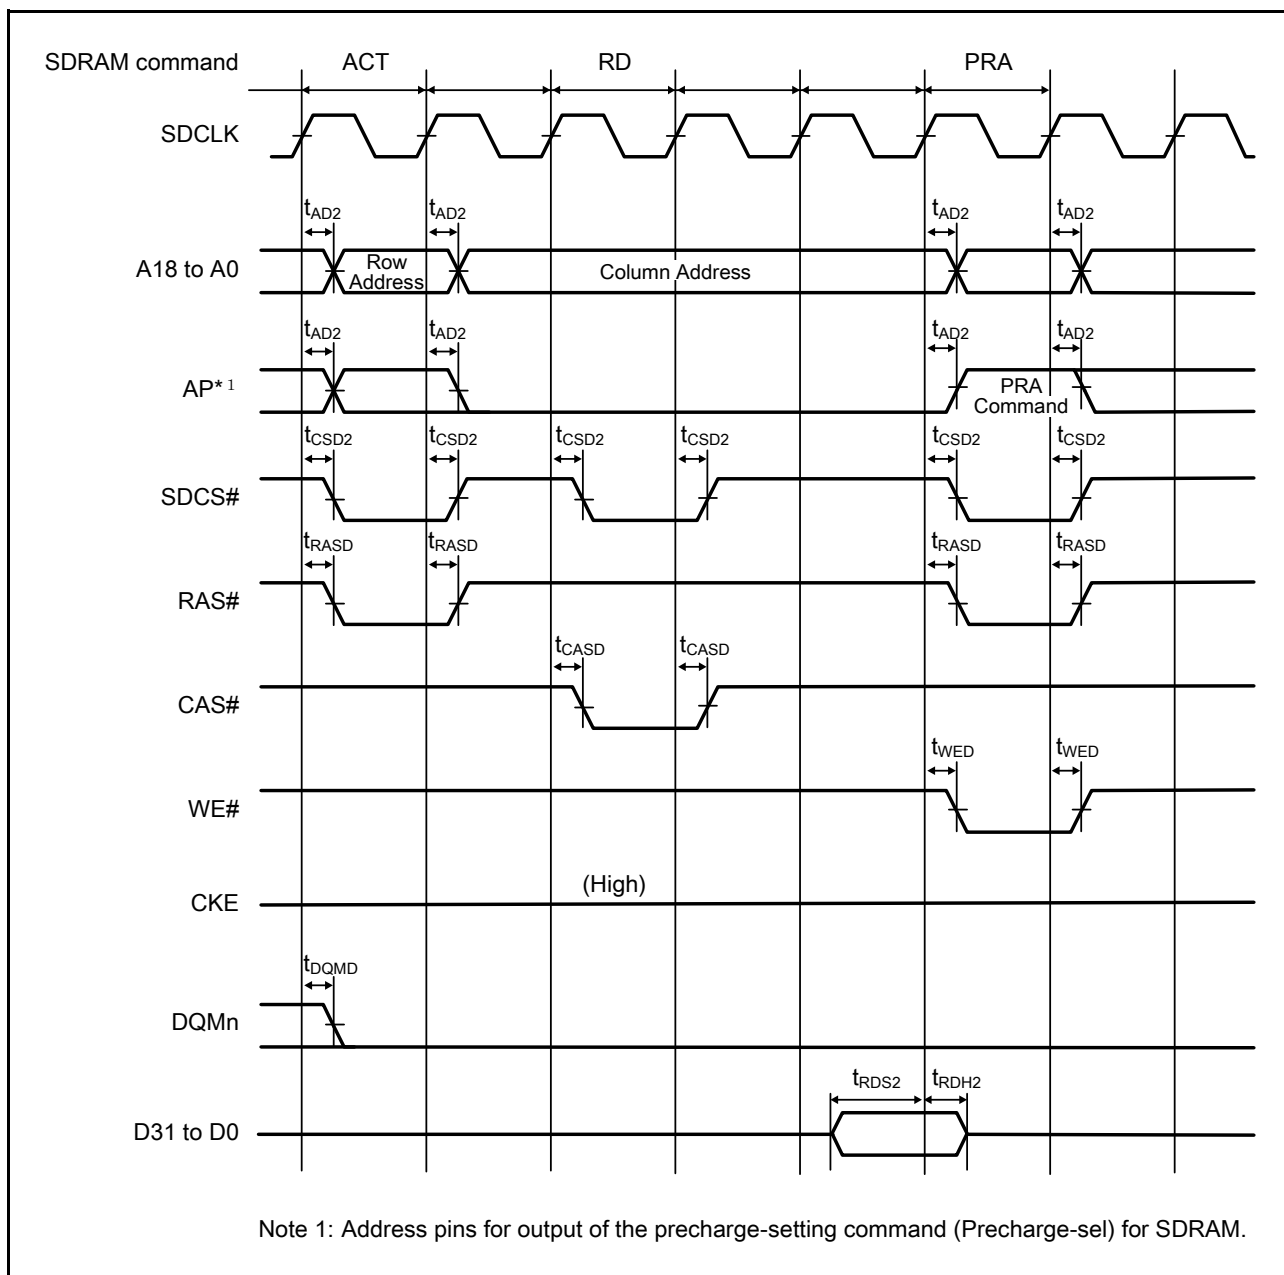 SDRAM command ACT RD PRA
SDCLK
tAD2 tAD2 tAD2 tAD2
A18 to A0 Row Address Column Address
tAD2 tAD2 tAD2 tAD2
AP*1 PRA Command
tCSD2 tCSD2 tCSD2 tCSD2 tCSD2 tCSD2
SDCS#
tRASD tRASD tRASD tRASD
RAS#
tCASD tCASD
CAS#
tWED tWED
WE#
(High)
CKE
tDQMD
DQMn
tRDS2 tRDH2
D31 to D0
Note 1: Address pins for output of the precharge-setting command (Precharge-sel) for SDRAM.